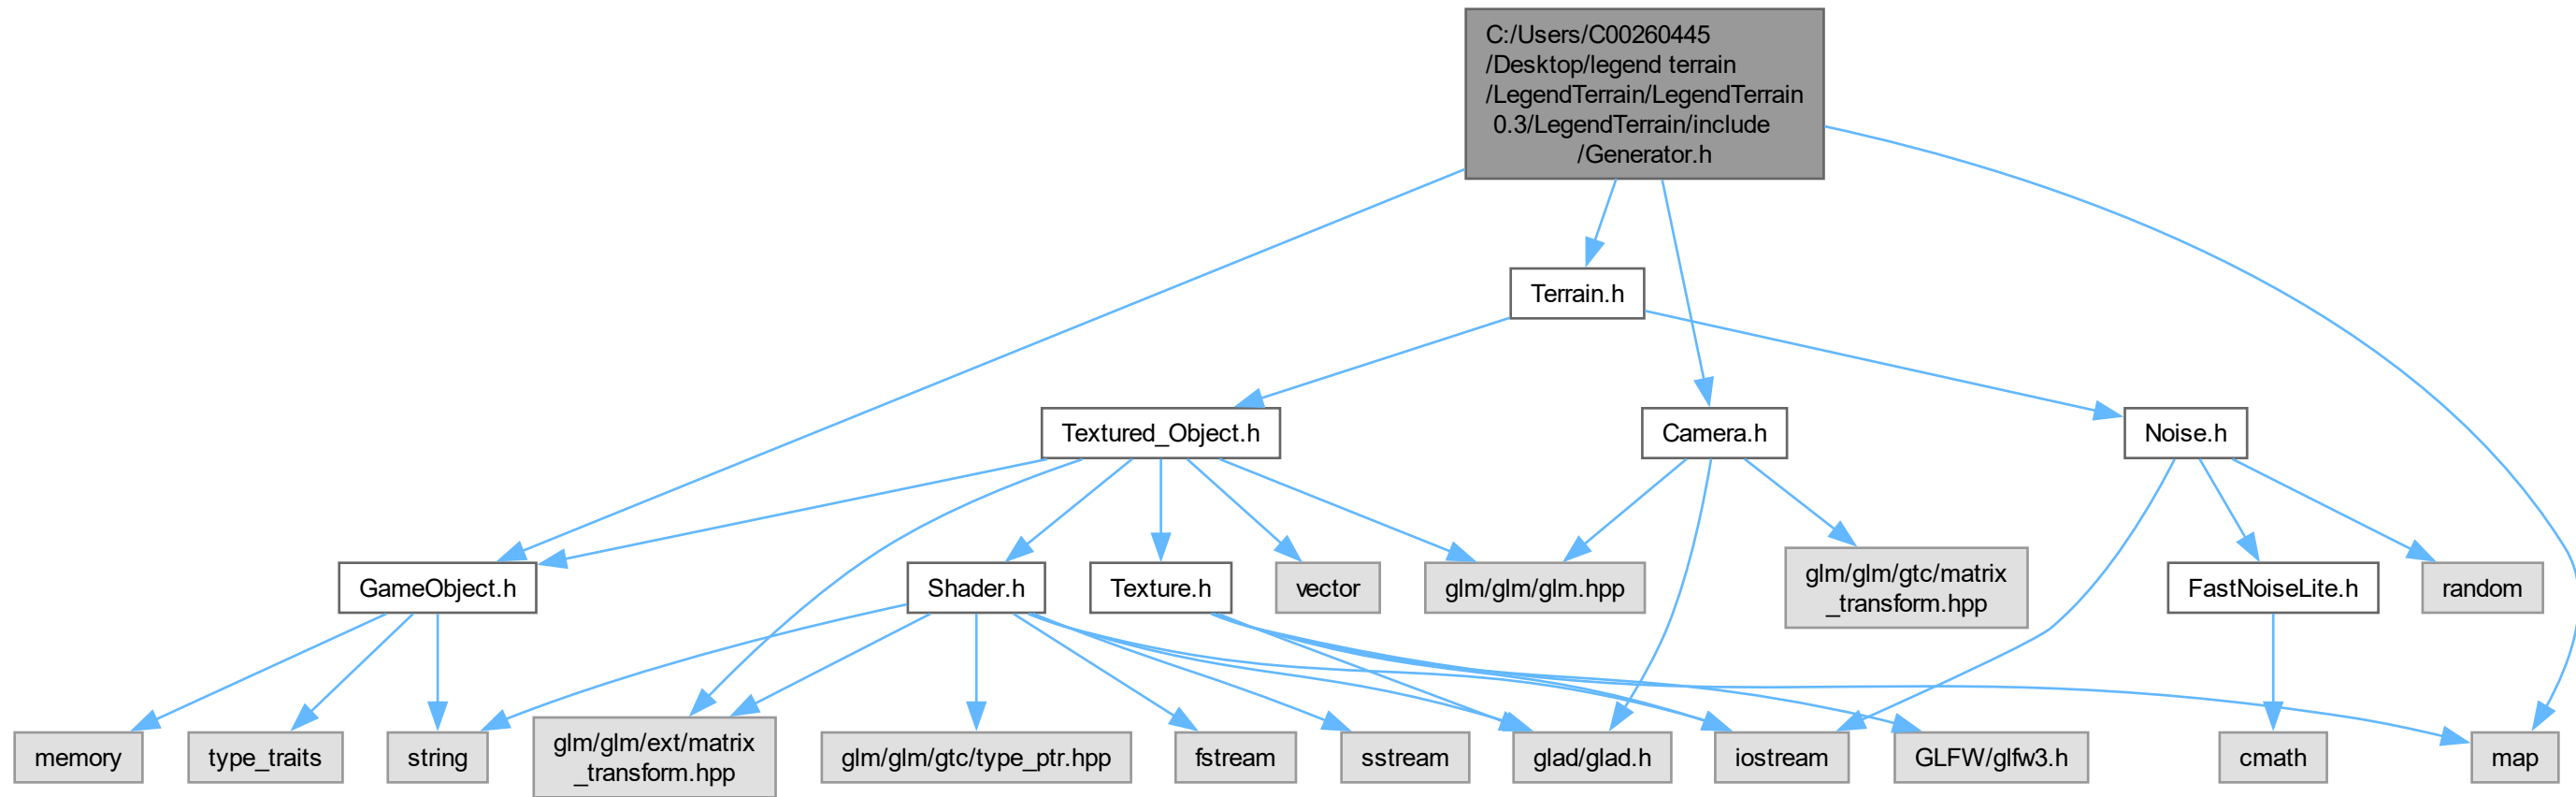 C:/Users/C00260445
/Desktop/legend terrain
/LegendTerrain/LegendTerrain
0.3/LegendTerrain/include
/Generator.h
Terrain.h
Textured_Object.h
Camera.h
Noise.h
GameObject.h
Shader.h
Texture.h
vector
glm/glm/glm.hpp
glm/glm/gtc/matrix
_transform.hpp
FastNoiseLite.h
random
memory
type_traits
string
glm/glm/ext/matrix
_transform.hpp
glm/glm/gtc/type_ptr.hpp
fstream
sstream
glad/glad.h
iostream
GLFW/glfw3.h
cmath
map